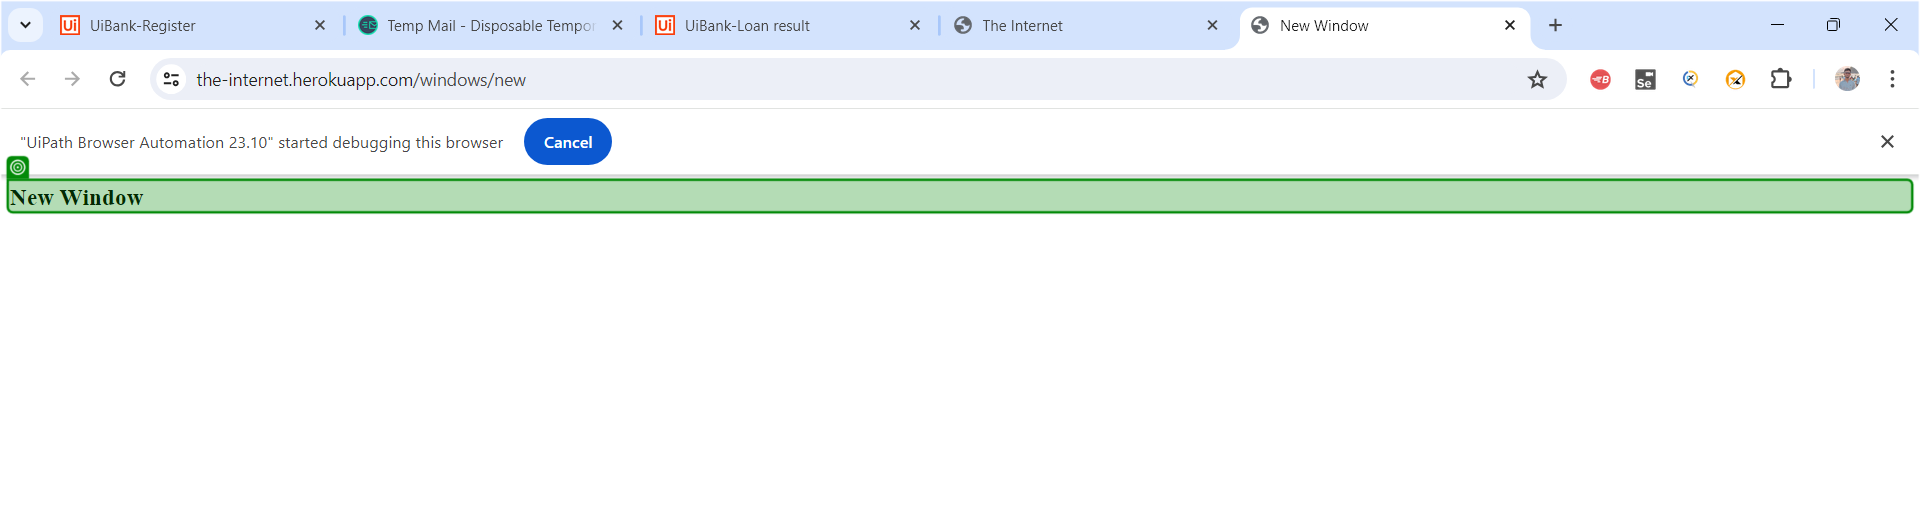 Ui UiBank-Register Temp Mail - Disposable Tempor Ui UiBank-Loan result The Internet New Window
the-internet.herokuapp.com/windows/new B Se
"UiPath Browser Automation 23.10" started debugging this browser Cancel
New Window